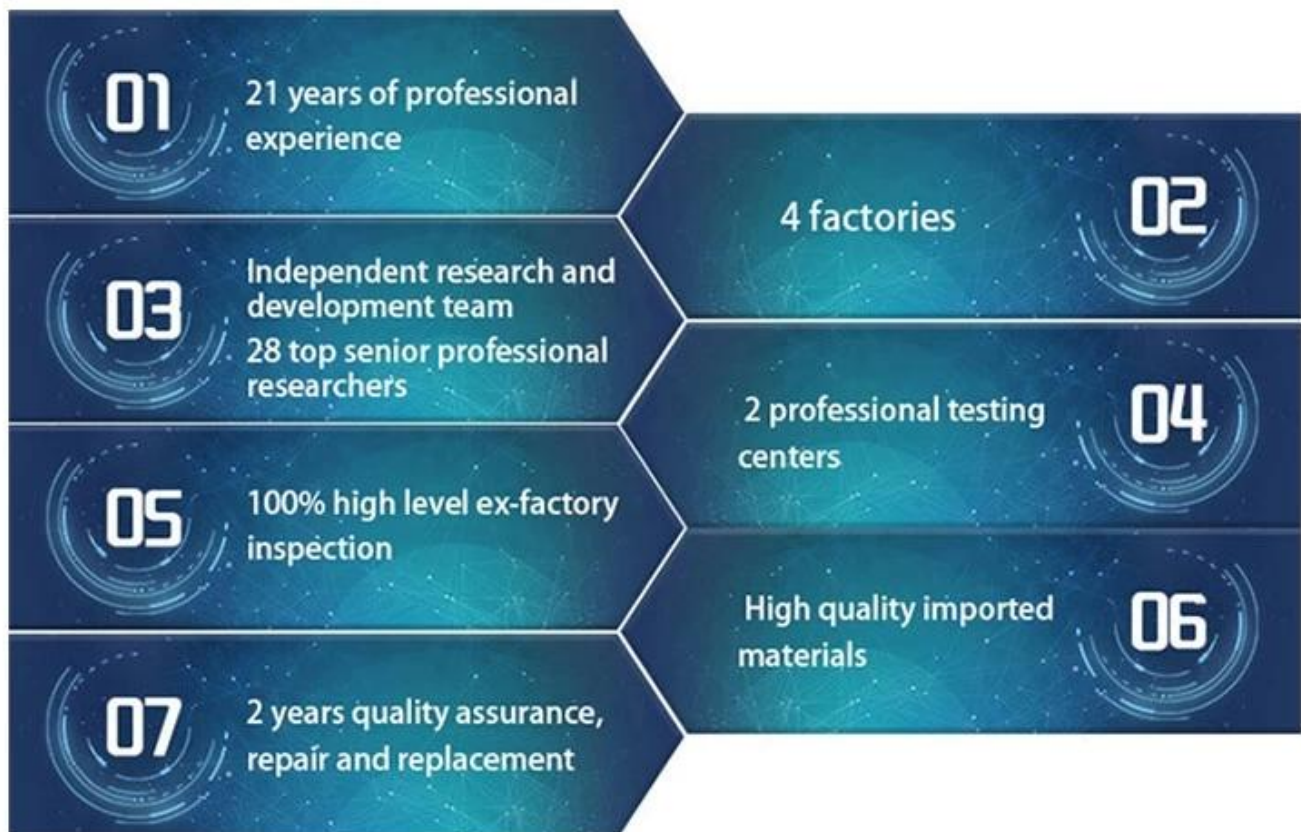 01
21 years of professional
experience
02
4 factories
03
Independent research and
development team
28 top senior professional
researchers
04
2 professional testing
centers
05
100% high level ex-factory
inspection
06
High quality imported
materials
07
2 years quality assurance,
repair and replacement